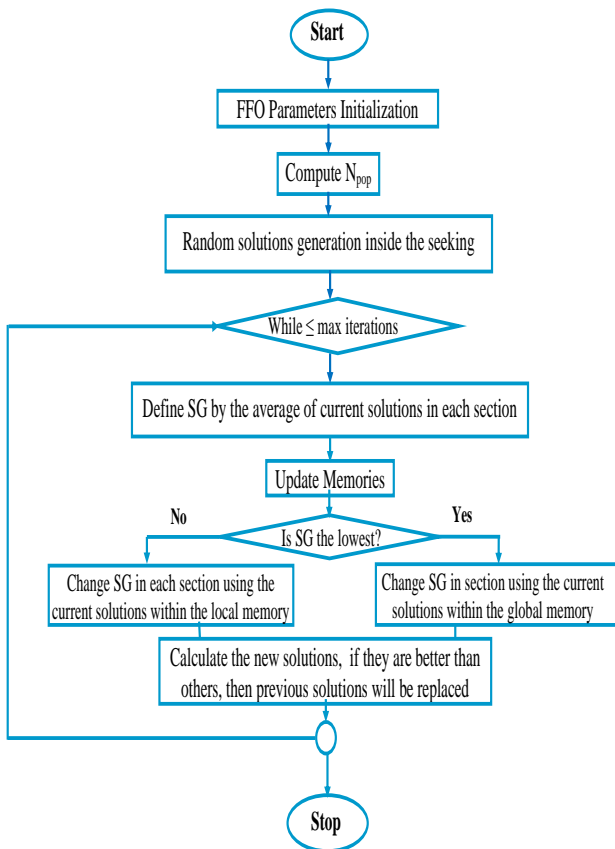 Start
FFO Parameters Initialization
Compute Npop
Random solutions generation inside the seeking
While ≤ max iterations
Define SG by the average of current solutions in each section
Update Memories
No
Yes
Is SG the lowest?
Change SG in each section using the
current solutions within the local memory
Change SG in section using the current
solutions within the global memory
Calculate the new solutions, if they are better than
others, then previous solutions will be replaced
Stop